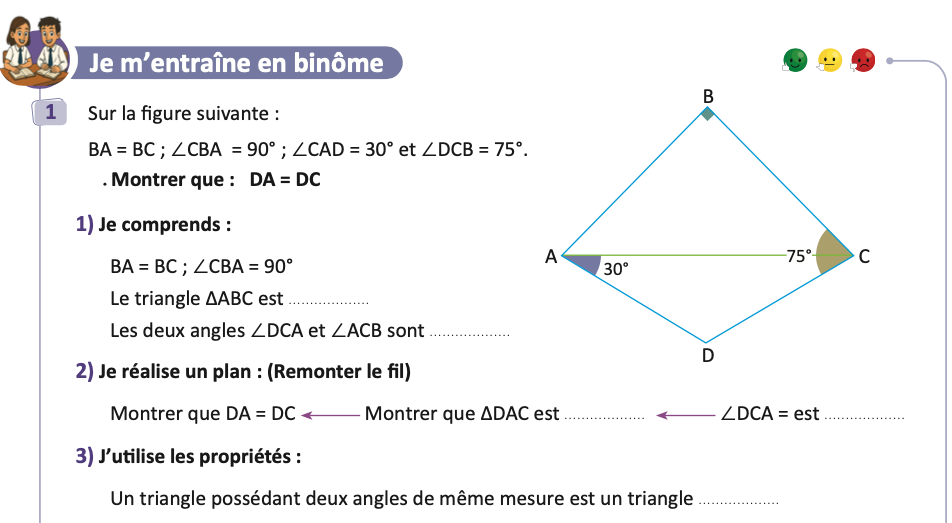 Je m’entraîne en binôme
1 Sur la figure suivante :
BA = BC ; ∠CBA = 90° ; ∠CAD = 30° et ∠DCB = 75°.
. Montrer que : DA = DC
1) Je comprends :
BA = BC ; ∠CBA = 90°
Le triangle ∆ABC est ...................
Les deux angles ∠DCA et ∠ACB sont ...................
B
A
30°
75°
C
D
2) Je réalise un plan : (Remonter le fil)
Montrer que DA = DC ⟵ Montrer que ∆DAC est ................... ⟵ ∠DCA = est ...................
3) J’utilise les propriétés :
Un triangle possédant deux angles de même mesure est un triangle ...................